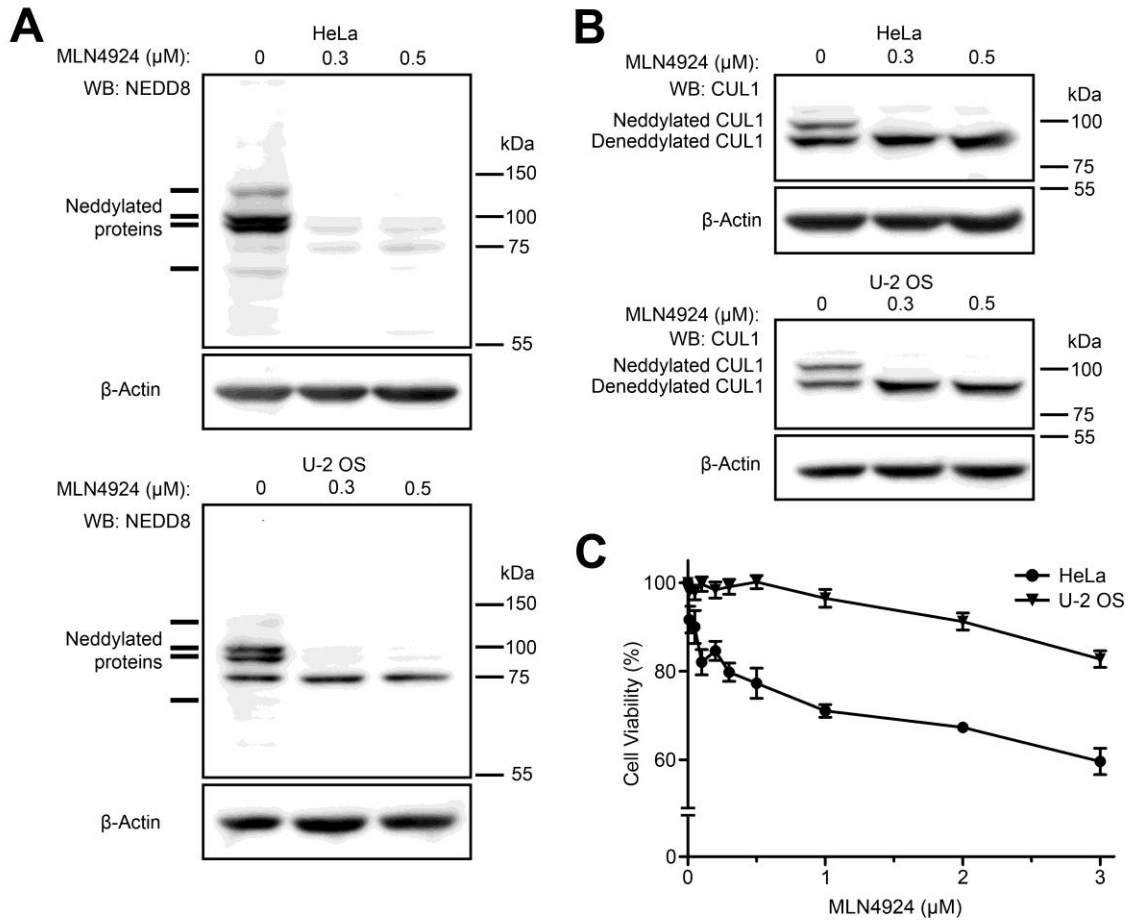 A
HeLa
MLN4924 (µM): 0 0.3 0.5
WB: NEDD8
kDa
150
Neddylated
proteins
100
75
55
β-Actin
U-2 OS
MLN4924 (µM): 0 0.3 0.5
WB: NEDD8
kDa
150
Neddylated
proteins
100
75
55
β-Actin
B
HeLa
MLN4924 (µM): 0 0.3 0.5
WB: CUL1
kDa
Neddylated CUL1
100
Deneddylated CUL1
75
55
β-Actin
U-2 OS
MLN4924 (µM): 0 0.3 0.5
WB: CUL1
kDa
Neddylated CUL1
100
Deneddylated CUL1
75
55
β-Actin
C
HeLa
U-2 OS
Cell Viability (%)
100
80
60
0
0 1 2 3
MLN4924 (µM)